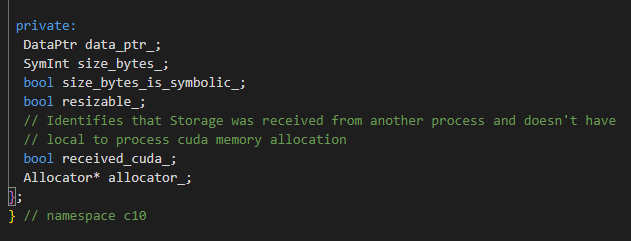 private:
DataPtr data_ptr_;
SymInt size_bytes_;
bool size_bytes_is_symbolic_;
bool resizable_;
// Identifies that Storage was received from another process and doesn't have
// local to process cuda memory allocation
bool received_cuda_;
Allocator* allocator_;
};
} // namespace c10